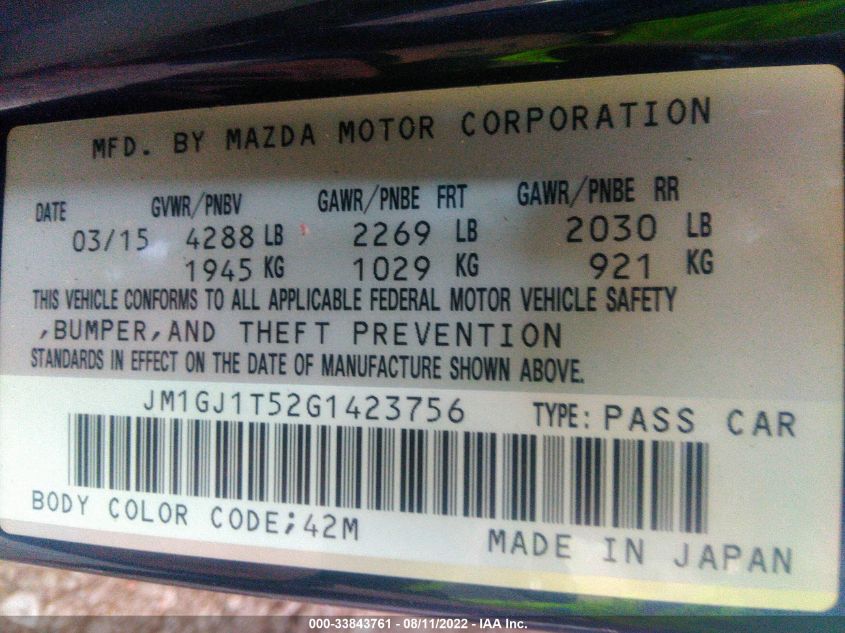 MFD. BY MAZDA MOTOR CORPORATION
DATE GVWR/PNBV GAWR/PNBE FRT GAWR/PNBE RR
03/15 4288 LB 2269 LB 2030 LB
1945 KG 1029 KG 921 KG
THIS VEHICLE CONFORMS TO ALL APPLICABLE FEDERAL MOTOR VEHICLE SAFETY
,BUMPER,AND THEFT PREVENTION
STANDARDS IN EFFECT ON THE DATE OF MANUFACTURE SHOWN ABOVE.
JM1GJ1T52G1423756 TYPE: PASS CAR
BODY COLOR CODE;42M
MADE IN JAPAN
000-33843761 - 08/11/2022 - IAA Inc.